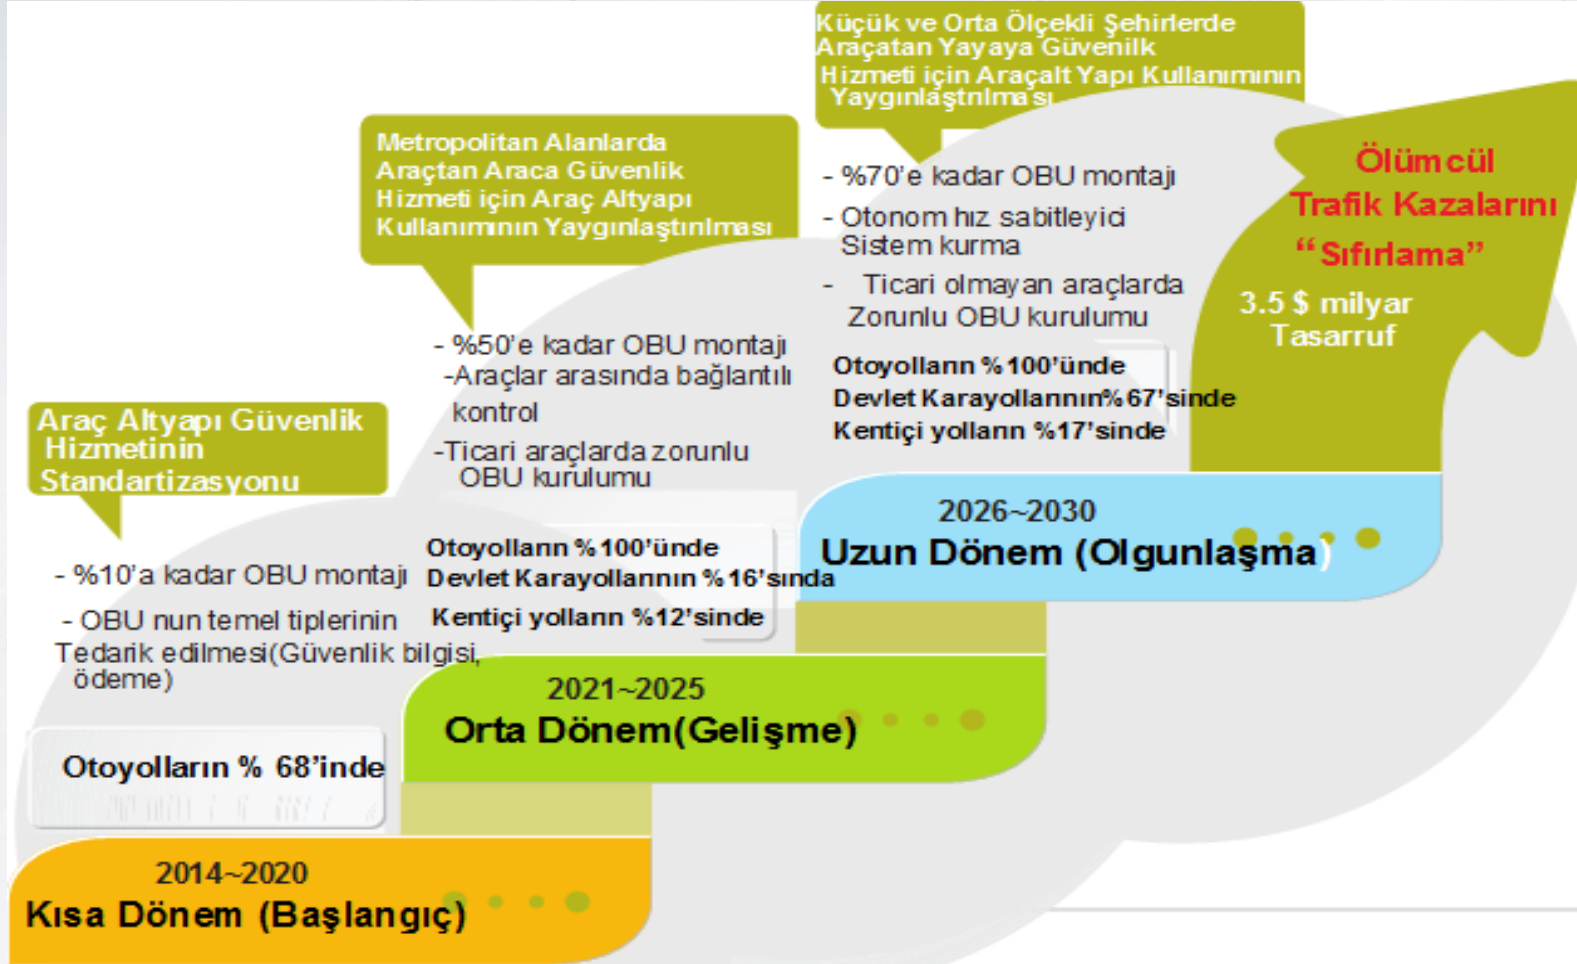 Küçük ve Orta Ölçekli Şehirlerde
Araçatan Yayaya Güvenilk
Hizmeti için Araçalt Yapı Kullanımının
Yaygınlaştnlması
- %70'e kadar OBU montajı
- Otonom hız sabitleyici
Sistem kurma
- Ticari olmayan araçlarda
Zorunlu OBU kurulumu
Otoyolların %100'ünde
Devlet Karayollarının%67'sinde
Kentiçi yolların %17'sinde
2026~2030
Uzun Dönem (Olgunlaşma)
Ölümcül
Trafik Kazalarını
“Sıfırlama”
3.5 $ milyar
Tasarruf
Metropolitan Alanlarda
Araçtan Araca Güvenlik
Hizmeti için Araç Altyapı
Kullanımının Yaygınlaştırılması
- %50'e kadar OBU montajı
-Araçlar arasında bağlantılı
kontrol
-Ticari araçlarda zorunlu
OBU kurulumu
Otoyolların %100'ünde
Devlet Karayollarının %16'sında
Kentiçi yolların %12'sinde
2021~2025
Orta Dönem(Gelişme)
Araç Altyapı Güvenlik
Hizmetinin
Standartizasyonu
- %10'a kadar OBU montajı
- OBU nun temel tiplerinin
Tedarik edilmesi(Güvenlik bilgisi,
ödeme)
Otoyolların % 68'inde
2014~2020
Kısa Dönem (Başlangıç)